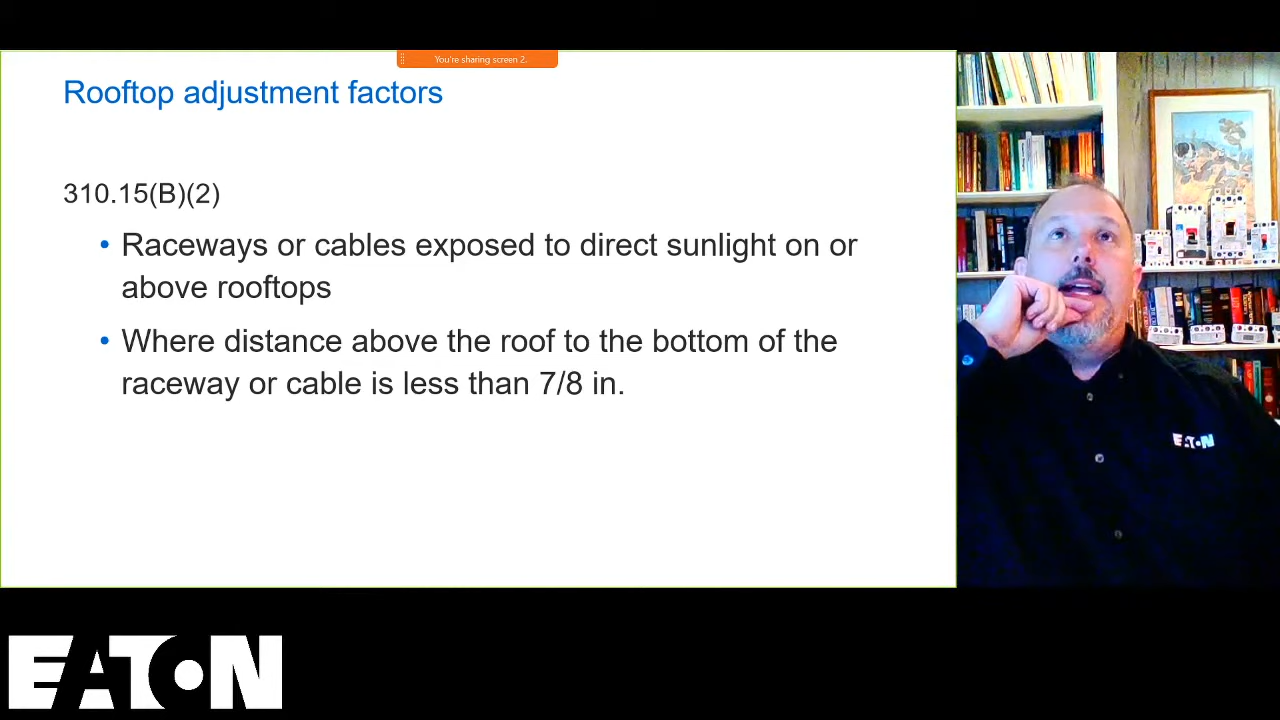 You're sharing screen 2.
Rooftop adjustment factors
310.15(B)(2)
• Raceways or cables exposed to direct sunlight on or
above rooftops
• Where distance above the roof to the bottom of the
raceway or cable is less than 7/8 in.
EATON
EATON